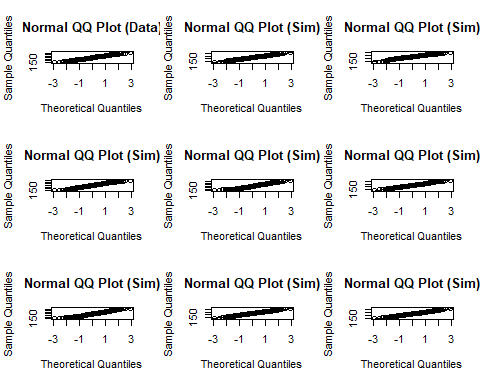 Normal QQ Plot (Data)
Sample Quantiles
150
-3 -1 1 3
Theoretical Quantiles
Normal QQ Plot (Sim)
Sample Quantiles
150
-3 -1 1 3
Theoretical Quantiles
Normal QQ Plot (Sim)
Sample Quantiles
150
-3 -1 1 3
Theoretical Quantiles
Normal QQ Plot (Sim)
Sample Quantiles
150
-3 -1 1 3
Theoretical Quantiles
Normal QQ Plot (Sim)
Sample Quantiles
150
-3 -1 1 3
Theoretical Quantiles
Normal QQ Plot (Sim)
Sample Quantiles
150
-3 -1 1 3
Theoretical Quantiles
Normal QQ Plot (Sim)
Sample Quantiles
150
-3 -1 1 3
Theoretical Quantiles
Normal QQ Plot (Sim)
Sample Quantiles
150
-3 -1 1 3
Theoretical Quantiles
Normal QQ Plot (Sim)
Sample Quantiles
150
-3 -1 1 3
Theoretical Quantiles